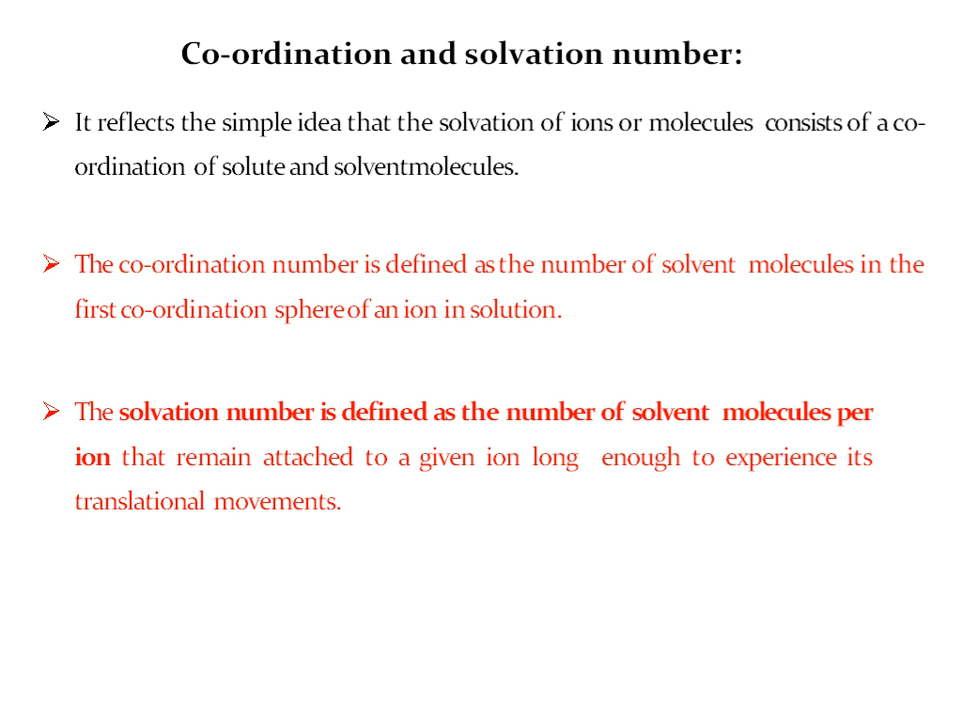 Co-ordination and solvation number:
➢ It reflects the simple idea that the solvation of ions or molecules consists of a co-
ordination of solute and solventmolecules.
➢ The co-ordination number is defined as the number of solvent molecules in the
first co-ordination sphere of an ion in solution.
➢ The solvation number is defined as the number of solvent molecules per
ion that remain attached to a given ion long enough to experience its
translational movements.